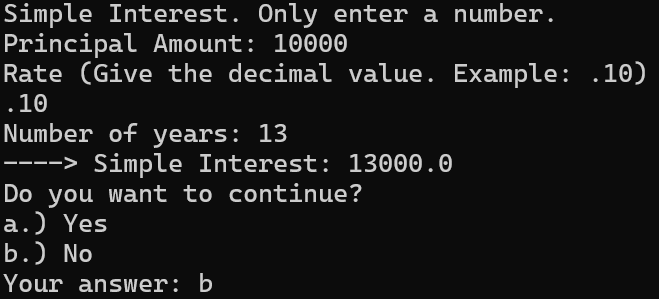 Simple Interest. Only enter a number.
Principal Amount: 10000
Rate (Give the decimal value. Example: .10)
.10
Number of years: 13
----> Simple Interest: 13000.0
Do you want to continue?
a.) Yes
b.) No
Your answer: b